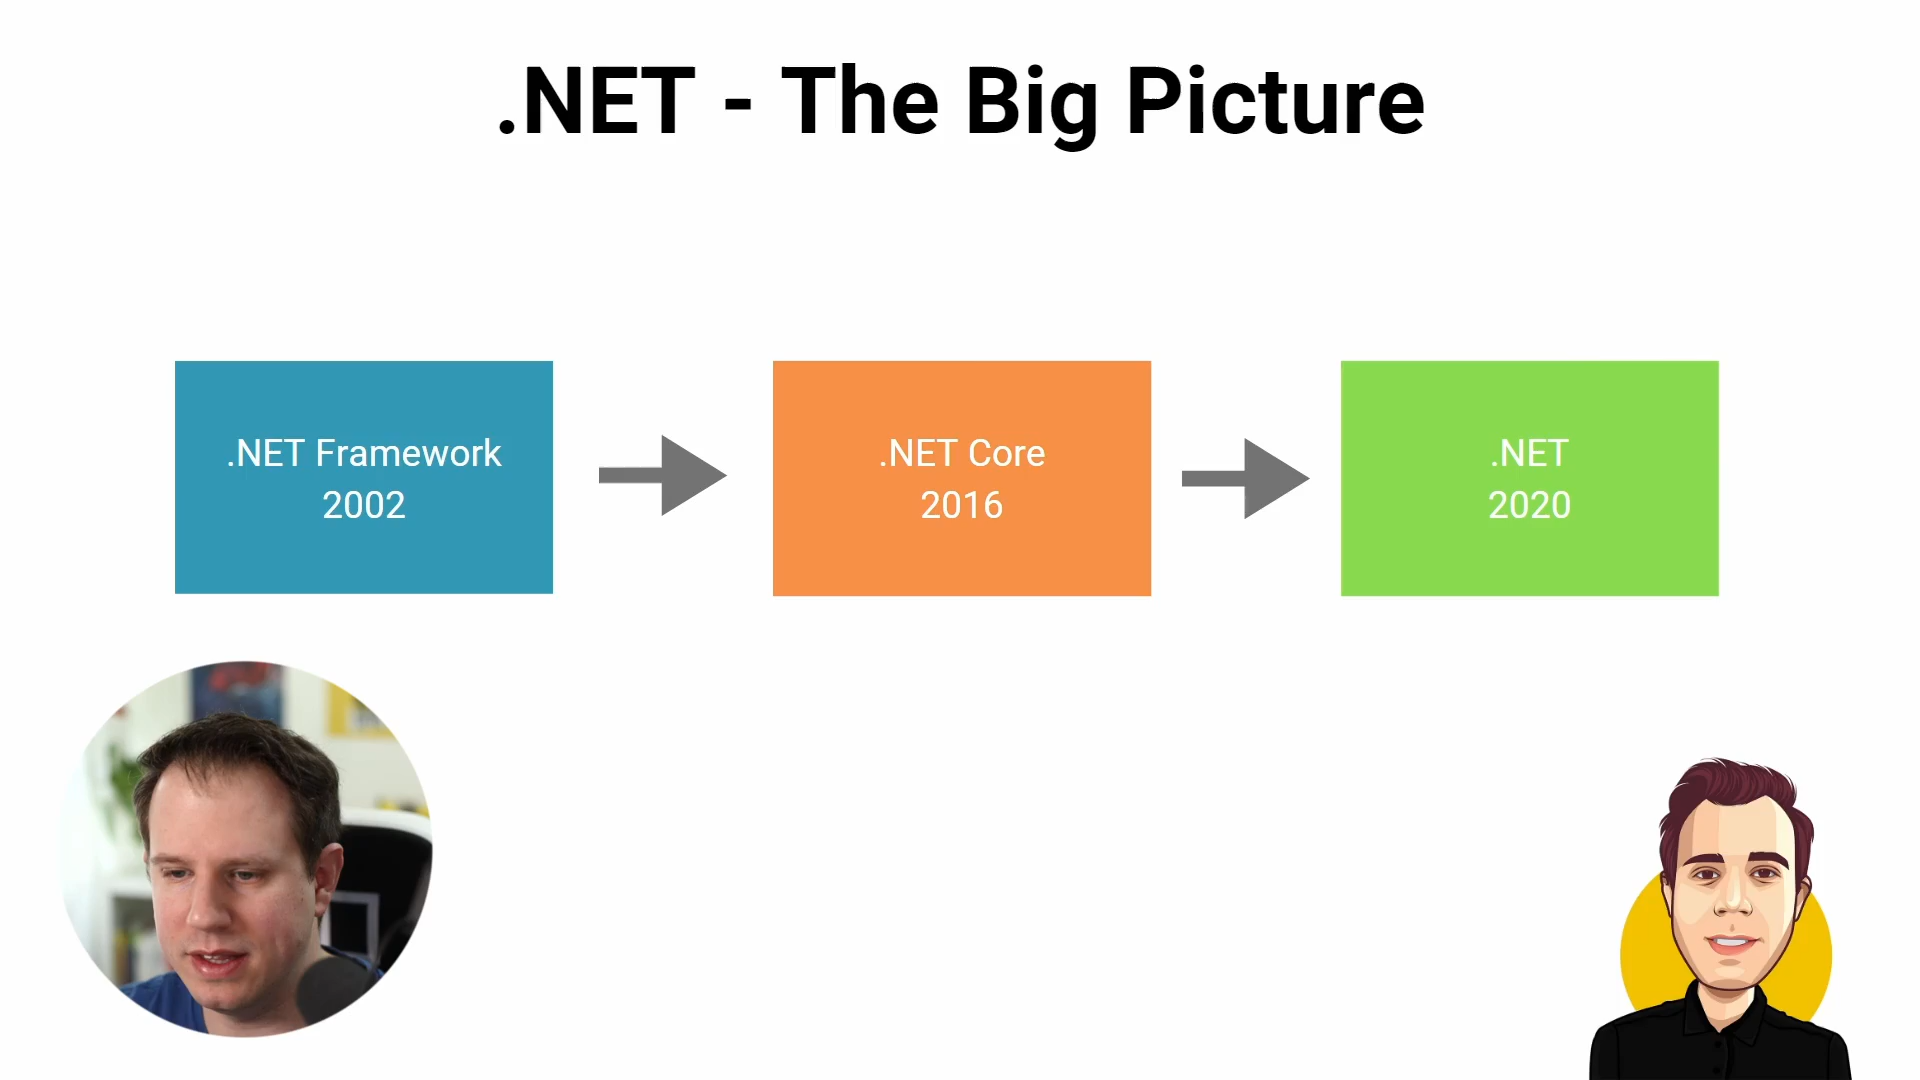 .NET - The Big Picture
.NET Framework
2002
.NET Core
2016
.NET
2020